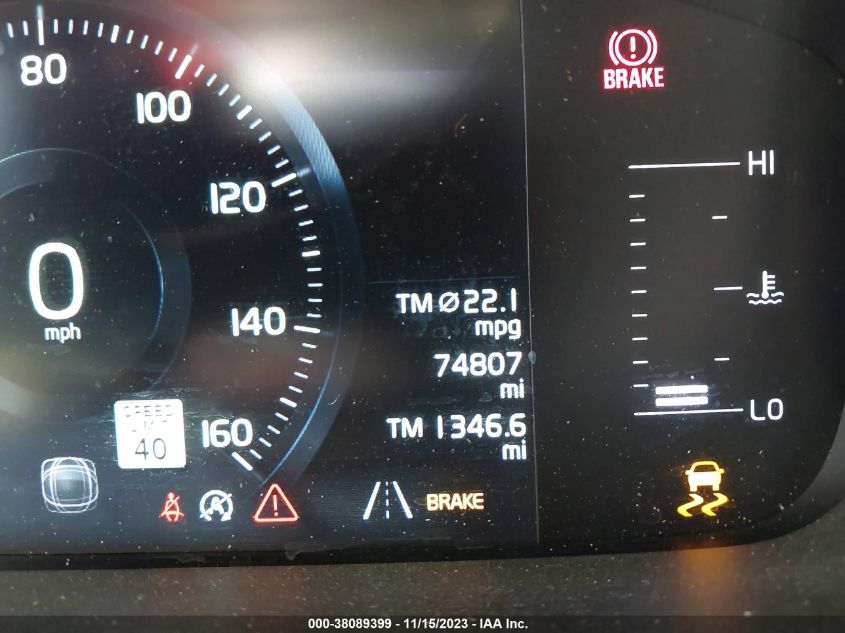 80
100
120
140
160
0
mph
SPEED
LIMIT
40
TM Ø 22.1
mpg
74807
mi
TM 1346.6
mi
BRAKE
BRAKE
HI
LO
000-38089399 - 11/15/2023 - IAA Inc.